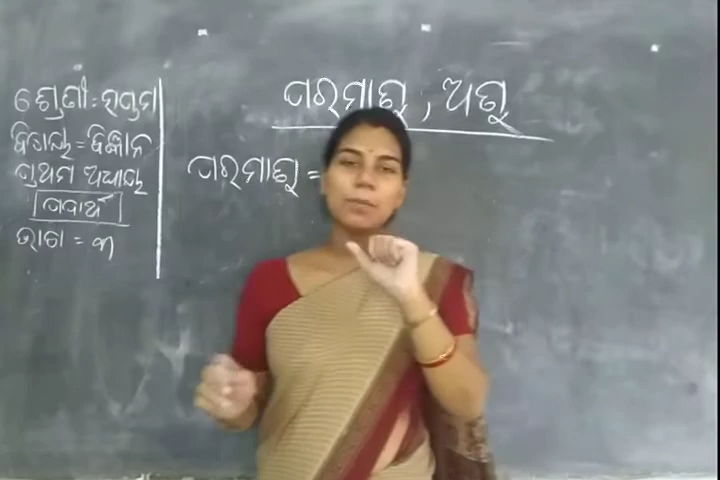 ଶ୍ରେଣୀ : ସପ୍ତମ
ବିଷୟ = ବିଜ୍ଞାନ
ପ୍ରଥମ ଅଧ୍ୟାୟ
ପଦାର୍ଥ
ଭାଗ = ୩
ପରମାଣୁ , ଅଣୁ
ପରମାଣୁ =